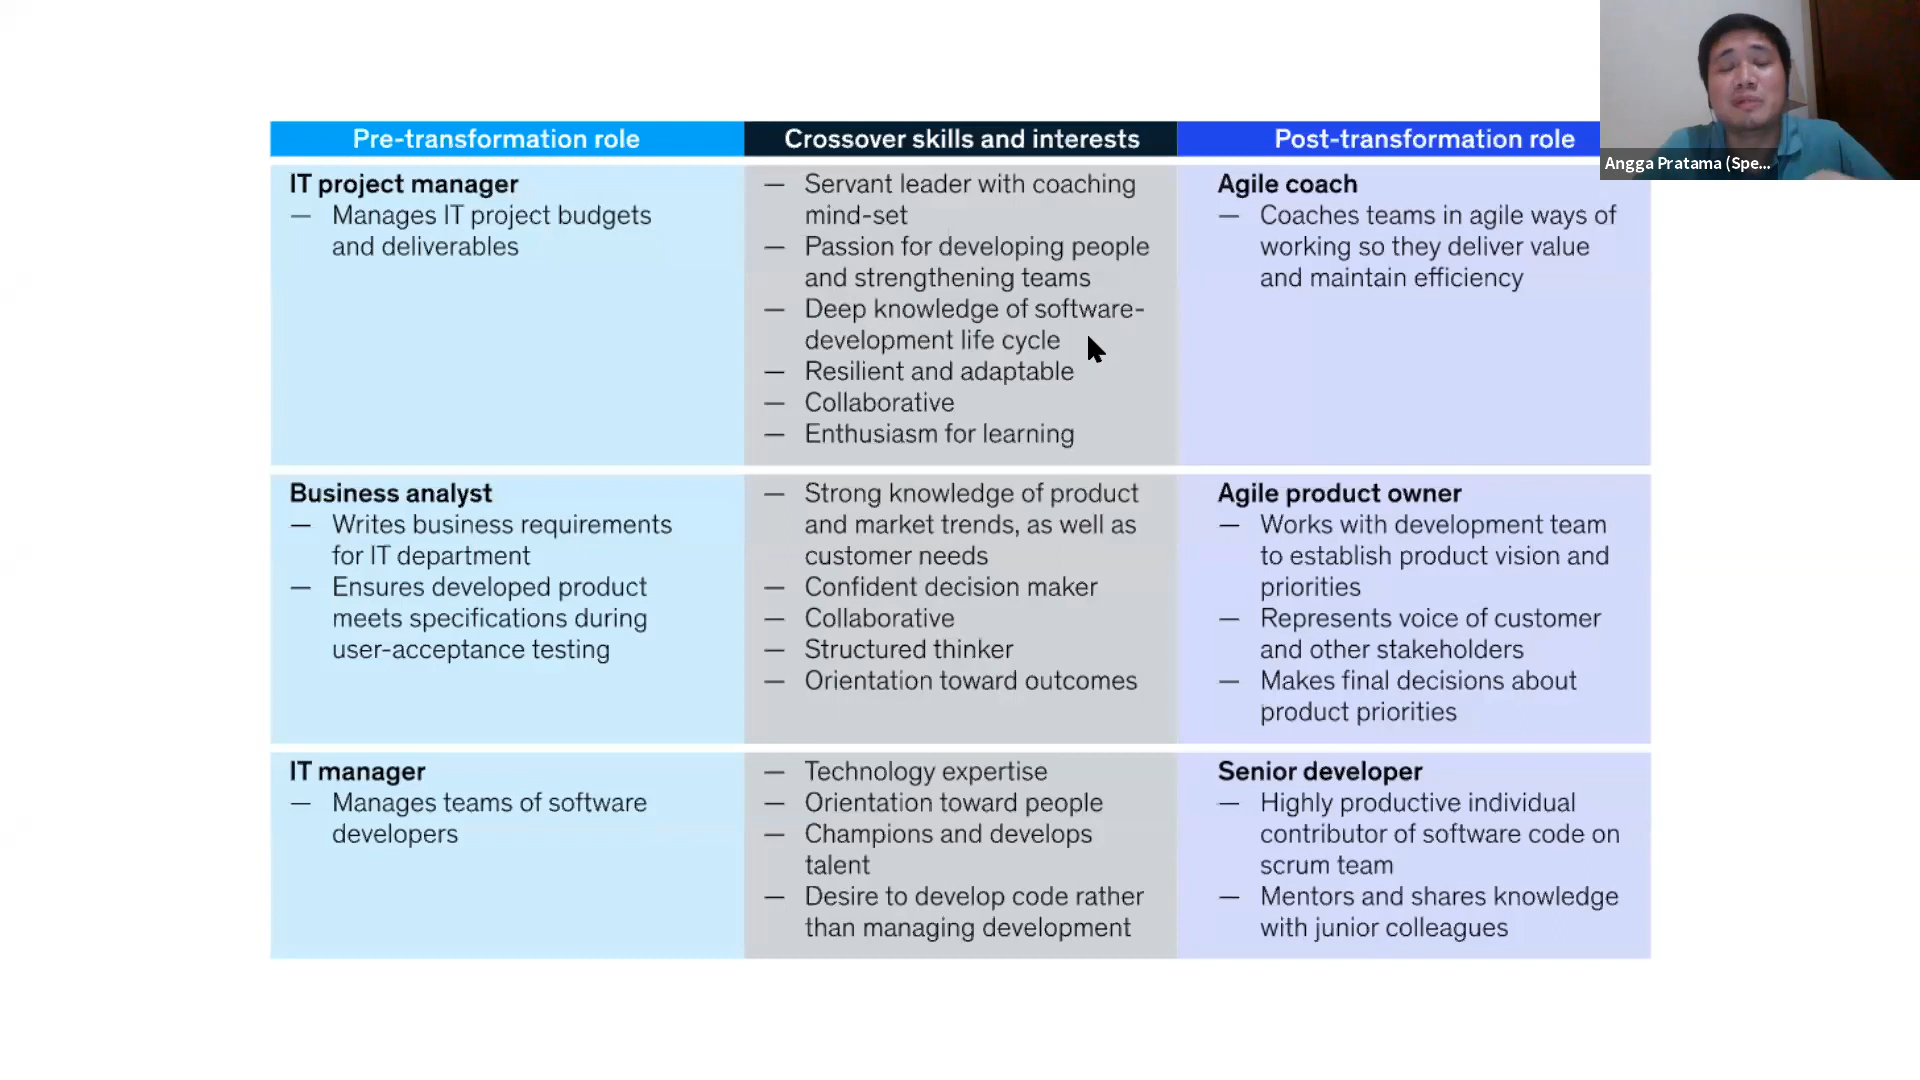 Pre-transformation role
Crossover skills and interests
Post-transformation role
Angga Pratama (Spe...
IT project manager
— Manages IT project budgets
and deliverables
— Servant leader with coaching
mind-set
— Passion for developing people
and strengthening teams
— Deep knowledge of software-
development life cycle
— Resilient and adaptable
— Collaborative
— Enthusiasm for learning
Agile coach
— Coaches teams in agile ways of
working so they deliver value
and maintain efficiency
Business analyst
— Writes business requirements
for IT department
— Ensures developed product
meets specifications during
user-acceptance testing
— Strong knowledge of product
and market trends, as well as
customer needs
— Confident decision maker
— Collaborative
— Structured thinker
— Orientation toward outcomes
Agile product owner
— Works with development team
to establish product vision and
priorities
— Represents voice of customer
and other stakeholders
— Makes final decisions about
product priorities
IT manager
— Manages teams of software
developers
— Technology expertise
— Orientation toward people
— Champions and develops
talent
— Desire to develop code rather
than managing development
Senior developer
— Highly productive individual
contributor of software code on
scrum team
— Mentors and shares knowledge
with junior colleagues